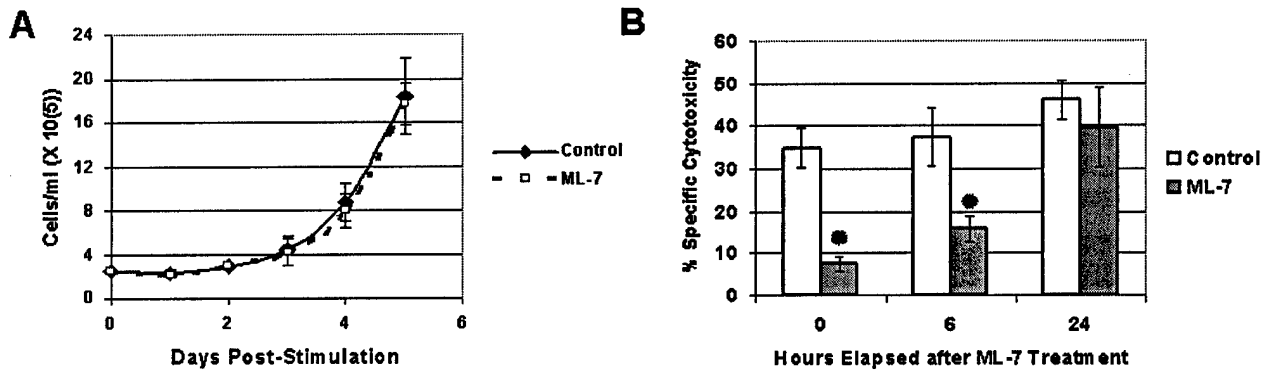 A
Cells/ml (X 10(5))
24
20
16
12
8
4
0
0 2 4 6
Days Post-Stimulation
Control
ML-7
B
% Specific Cytotoxicity
60
50
40
30
20
10
0
0 6 24
Hours Elapsed after ML-7 Treatment
Control
ML-7